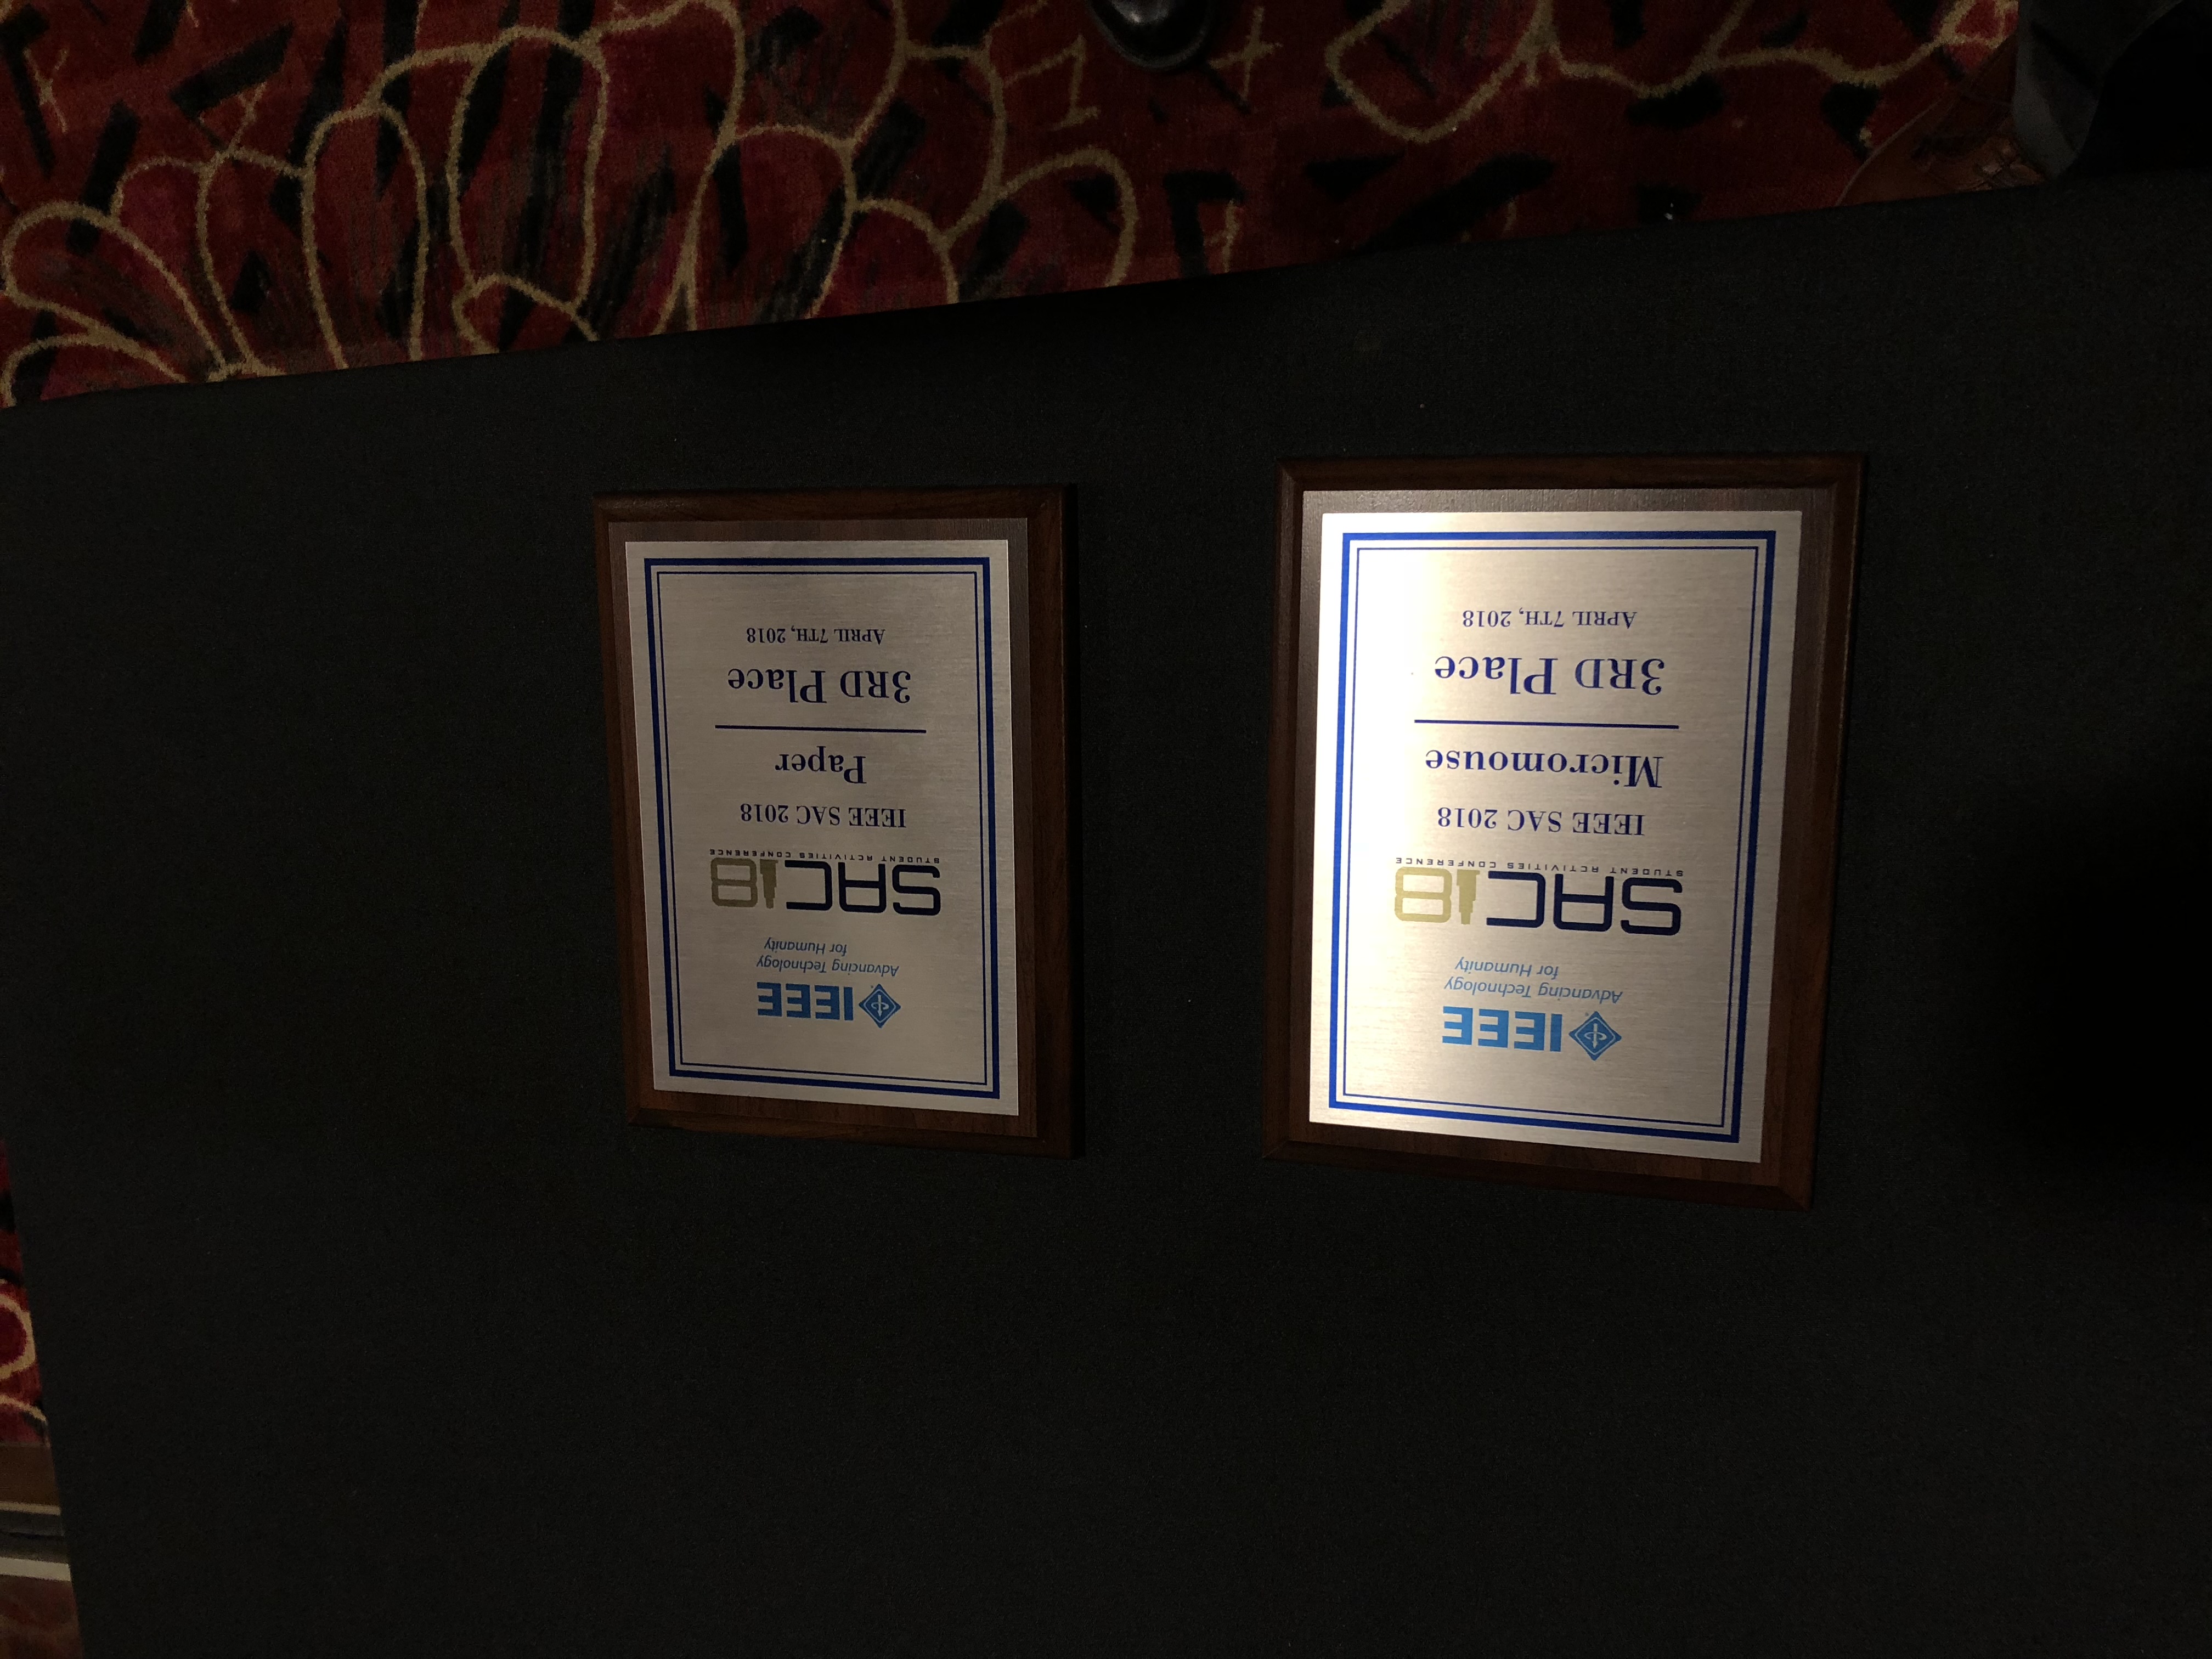 IEEE
Advancing Technology
for Humanity
SAC18
STUDENT ACTIVITIES CONFERENCE
IEEE SAC 2018
Micromouse
3RD Place
APRIL 7TH, 2018
IEEE
Advancing Technology
for Humanity
SAC18
STUDENT ACTIVITIES CONFERENCE
IEEE SAC 2018
Paper
3RD Place
APRIL 7TH, 2018